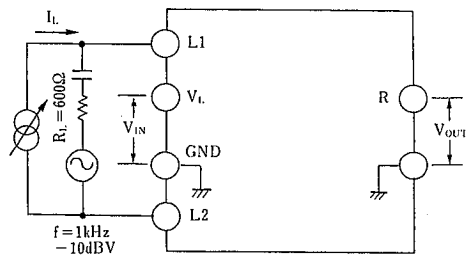 I_L
L1
R_L=600Ω
V_L
V_IN
GND
L2
f=1kHz
−10dBV
R
V_OUT